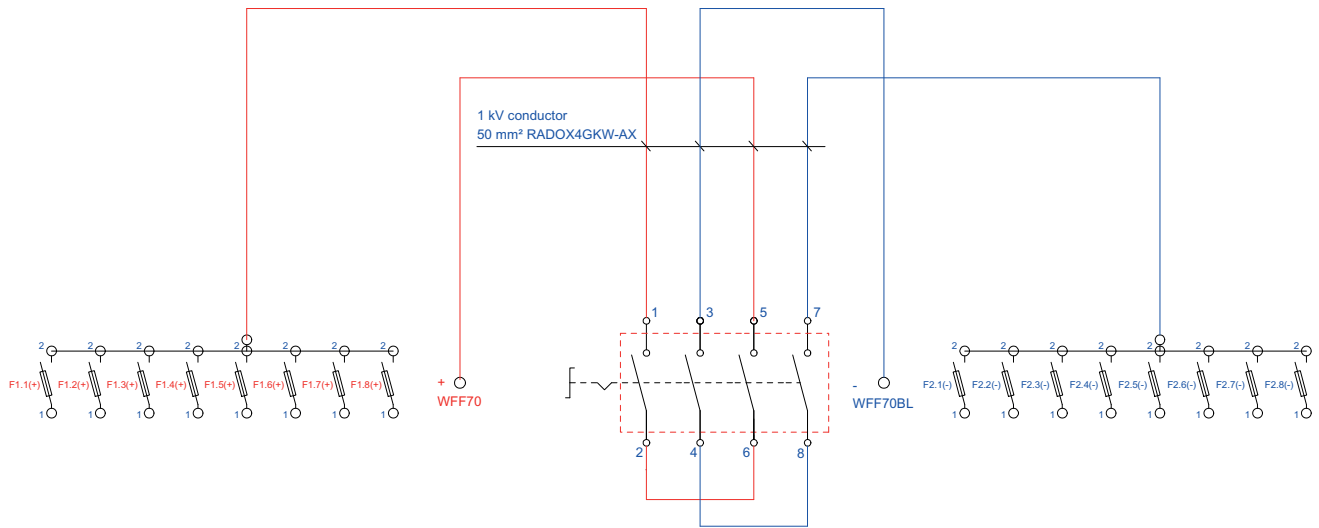 1 kV conductor
50 mm² RADOX4GKW-AX
1 3 5 7
2 2 2 2 2 2 2 2
F1.1(+) F1.2(+) F1.3(+) F1.4(+) F1.5(+) F1.6(+) F1.7(+) F1.8(+)
1 1 1 1 1 1 1 1
+
WFF70
-
WFF70BL
2 2 2 2 2 2 2 2
F2.1(-) F2.2(-) F2.3(-) F2.4(-) F2.5(-) F2.6(-) F2.7(-) F2.8(-)
1 1 1 1 1 1 1 1
2 4 6 8